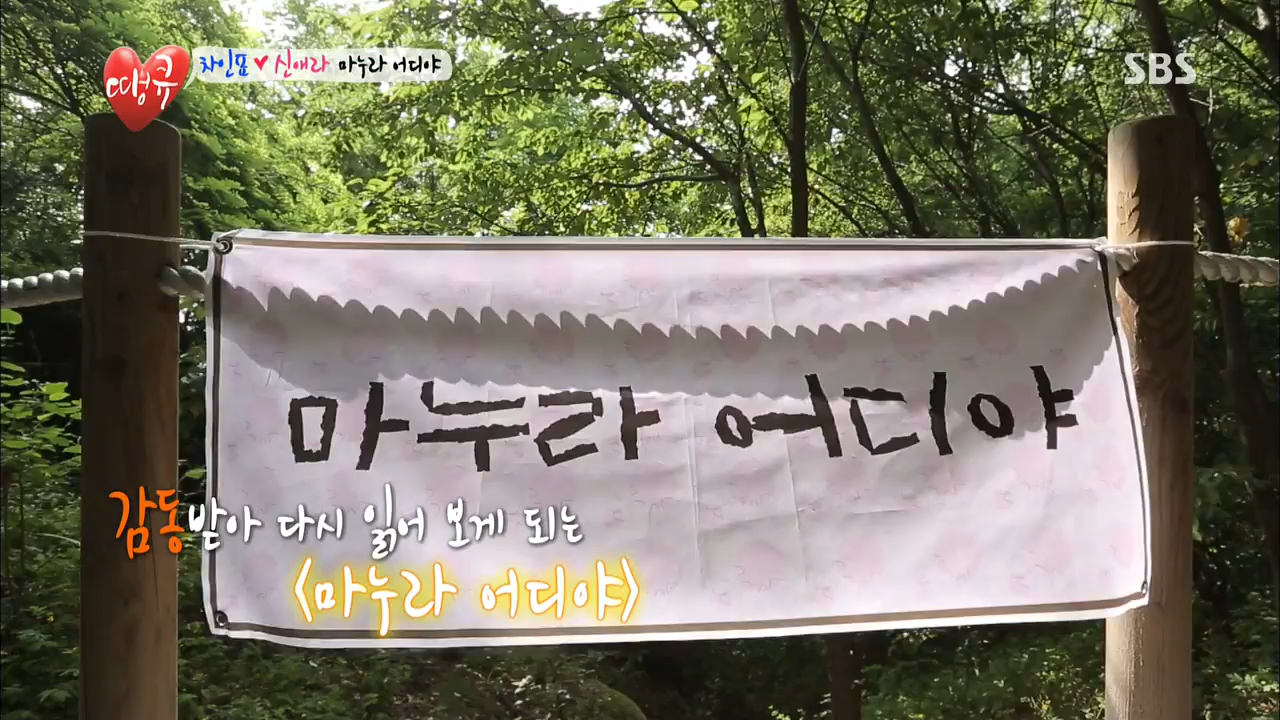 땡큐
차인표♥신애라 마누라 어디야
SBS
마누라 어디야
감동받아 다시 읽어 보게 되는
<마누라 어디야>